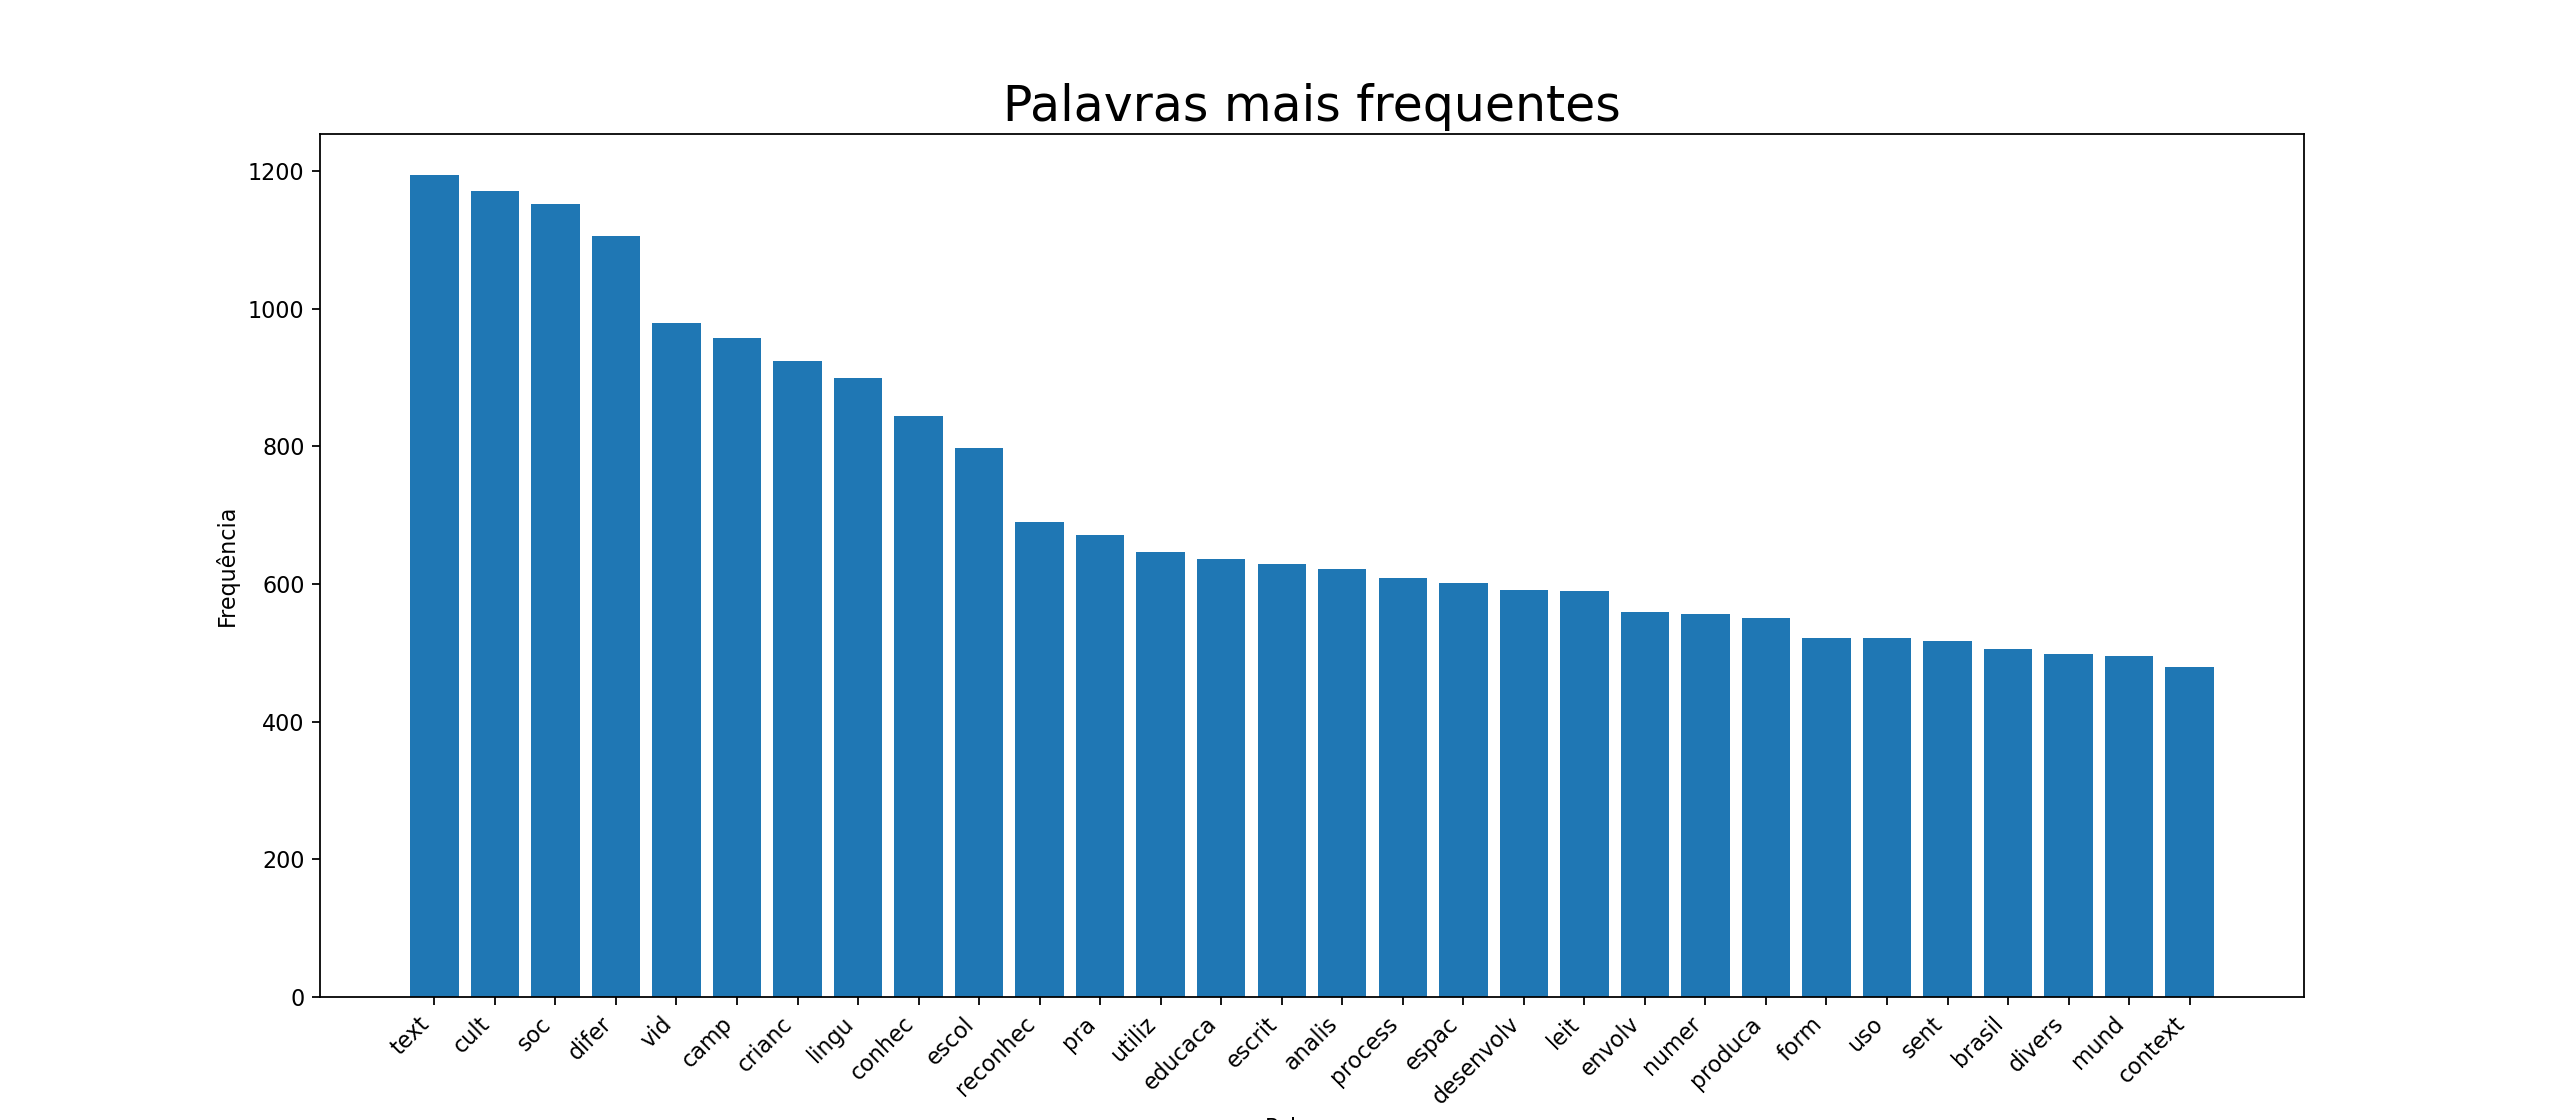 Palavras mais frequentes
Frequência
1200
1000
800
600
400
200
0
text
cult
soc
difer
vid
camp
crianc
lingu
conhec
escol
reconhec
pra
utiliz
educaca
escrit
analis
process
espac
desenvolv
leit
envolv
numer
produca
form
uso
sent
brasil
divers
mund
context